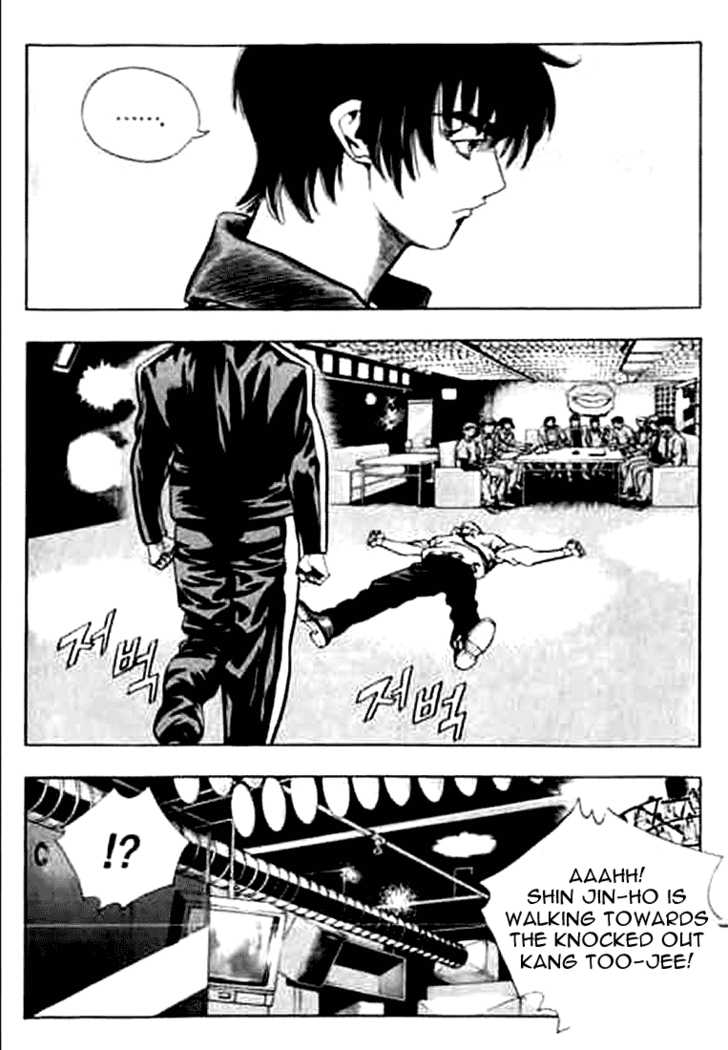 ......
저벅
저벅
C
!?
AAAHH!
SHIN JIN-HO IS
WALKING TOWARDS
THE KNOCKED OUT
KANG TOO-JEE!